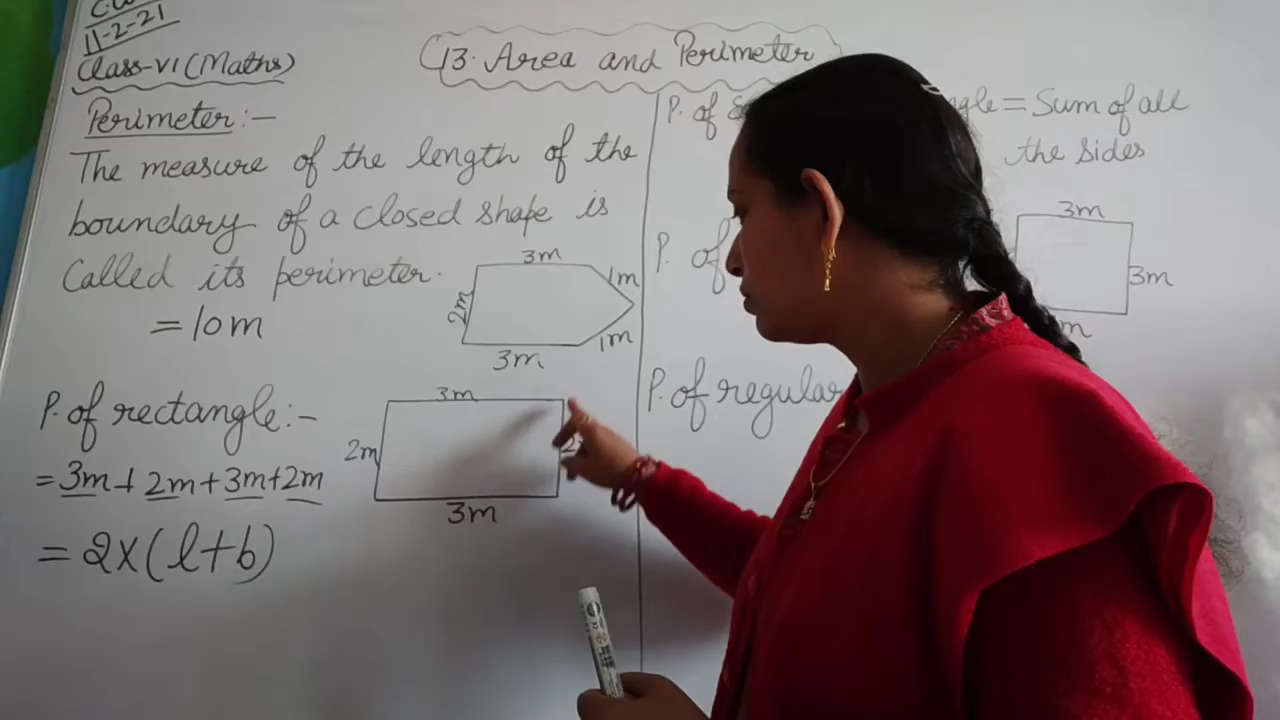 11-2-21
Class-VI (Maths)
13. Area and Perimeter
Perimeter:-
The measure of the length of the
boundary of a closed shape is
called its perimeter.
= 10m
3m
1m
2m
1m
3m
P. of rectangle:-
= 3m + 2m + 3m + 2m
= 2×(l+b)
3m
2m
3m
P. of = Sum of all
the sides
P. of
3m
3m
m
P. of regular